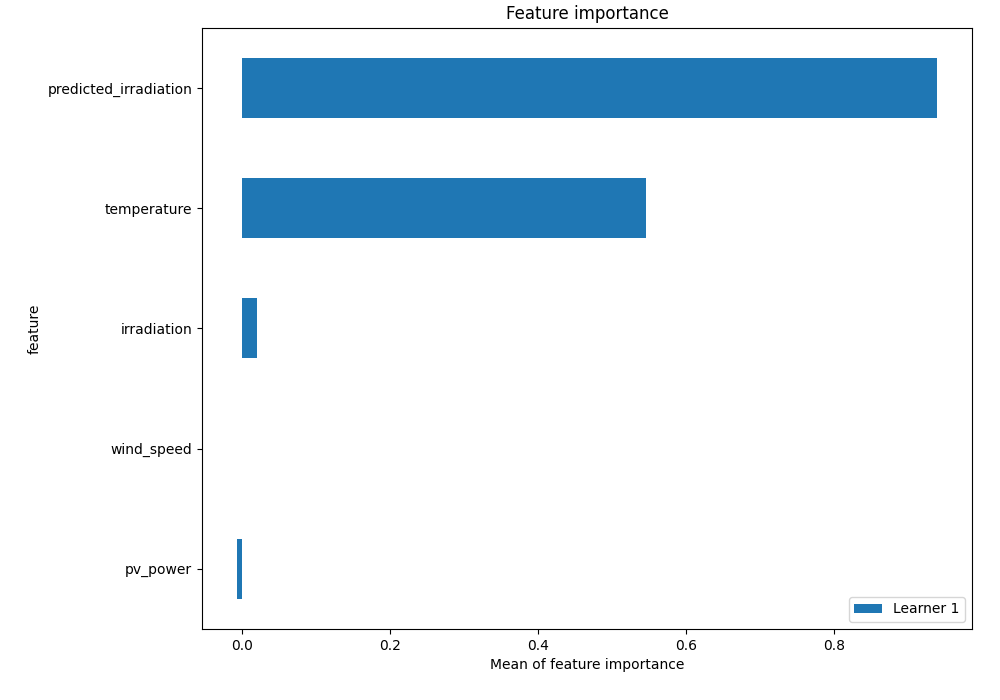 Feature importance
predicted_irradiation
temperature
irradiation
wind_speed
pv_power
feature
Learner 1
0.0 0.2 0.4 0.6 0.8
Mean of feature importance